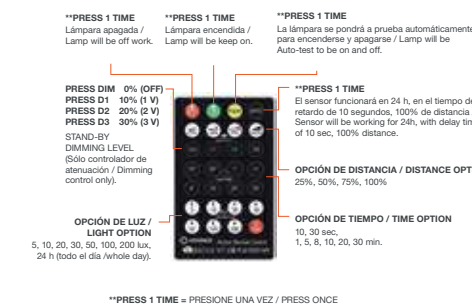 **PRESS 1 TIME
Lámpara apagada /
Lamp will be off work.
**PRESS 1 TIME
Lámpara encendida /
Lamp will be keep on.
**PRESS 1 TIME
La lámpara se pondrá a prueba automáticamente
para encenderse y apagarse / Lamp will be
Auto-test to be on and off.
PRESS DIM 0% (OFF)
PRESS D1 10% (1 V)
PRESS D2 20% (2 V)
PRESS D3 30% (3 V)
STAND-BY
DIMMING LEVEL
(Sólo controlador de
atenuación / Dimming
control only).
**PRESS 1 TIME
El sensor funcionará en 24 h, en el tiempo de
retardo de 10 segundos, 100% de distancia
Sensor will be working for 24h, with delay tim
of 10 sec, 100% distance.
OPCIÓN DE DISTANCIA / DISTANCE OPT
25%, 50%, 75%, 100%
OPCIÓN DE LUZ /
LIGHT OPTION
5, 10, 20, 30, 50, 100, 200 lux,
24 h (todo el día /whole day).
OPCIÓN DE TIEMPO / TIME OPTION
10, 30 sec,
1, 5, 8, 10, 20, 30 min.
**PRESS 1 TIME = PRESIONE UNA VEZ / PRESS ONCE